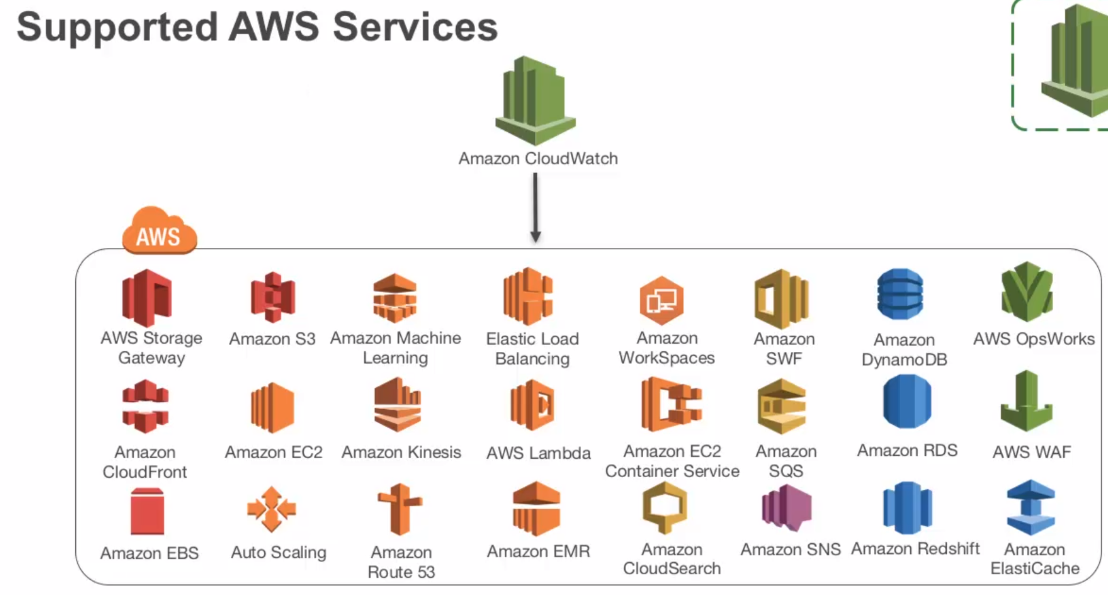 Supported AWS Services
Amazon CloudWatch
AWS
AWS Storage
Gateway
Amazon S3
Amazon Machine
Learning
Elastic Load
Balancing
Amazon
WorkSpaces
Amazon
SWF
Amazon
DynamoDB
AWS OpsWorks
Amazon
CloudFront
Amazon EC2
Amazon Kinesis
AWS Lambda
Amazon EC2
Container Service
Amazon
SQS
Amazon RDS
AWS WAF
Amazon EBS
Auto Scaling
Amazon
Route 53
Amazon EMR
Amazon
CloudSearch
Amazon SNS
Amazon Redshift
Amazon
ElastiCache